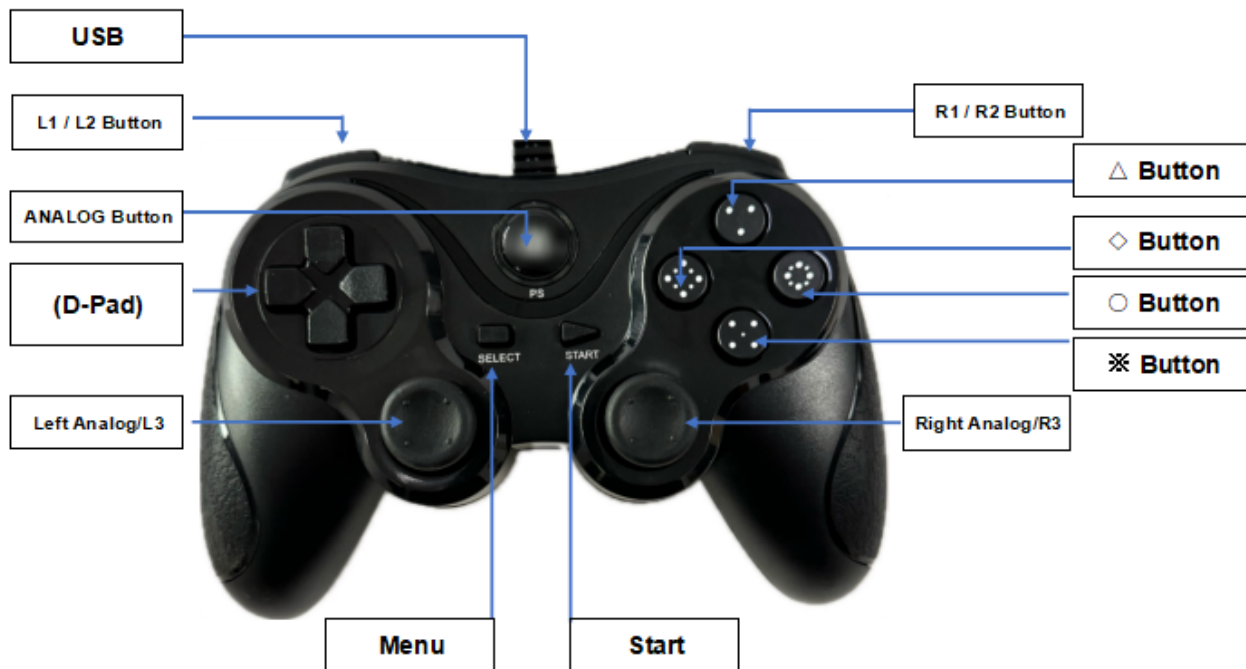 USB
L1 / L2 Button
R1 / R2 Button
△ Button
ANALOG Button
◇ Button
(D-Pad)
PS
○ Button
SELECT
START
※ Button
Left Analog/L3
Right Analog/R3
Menu
Start